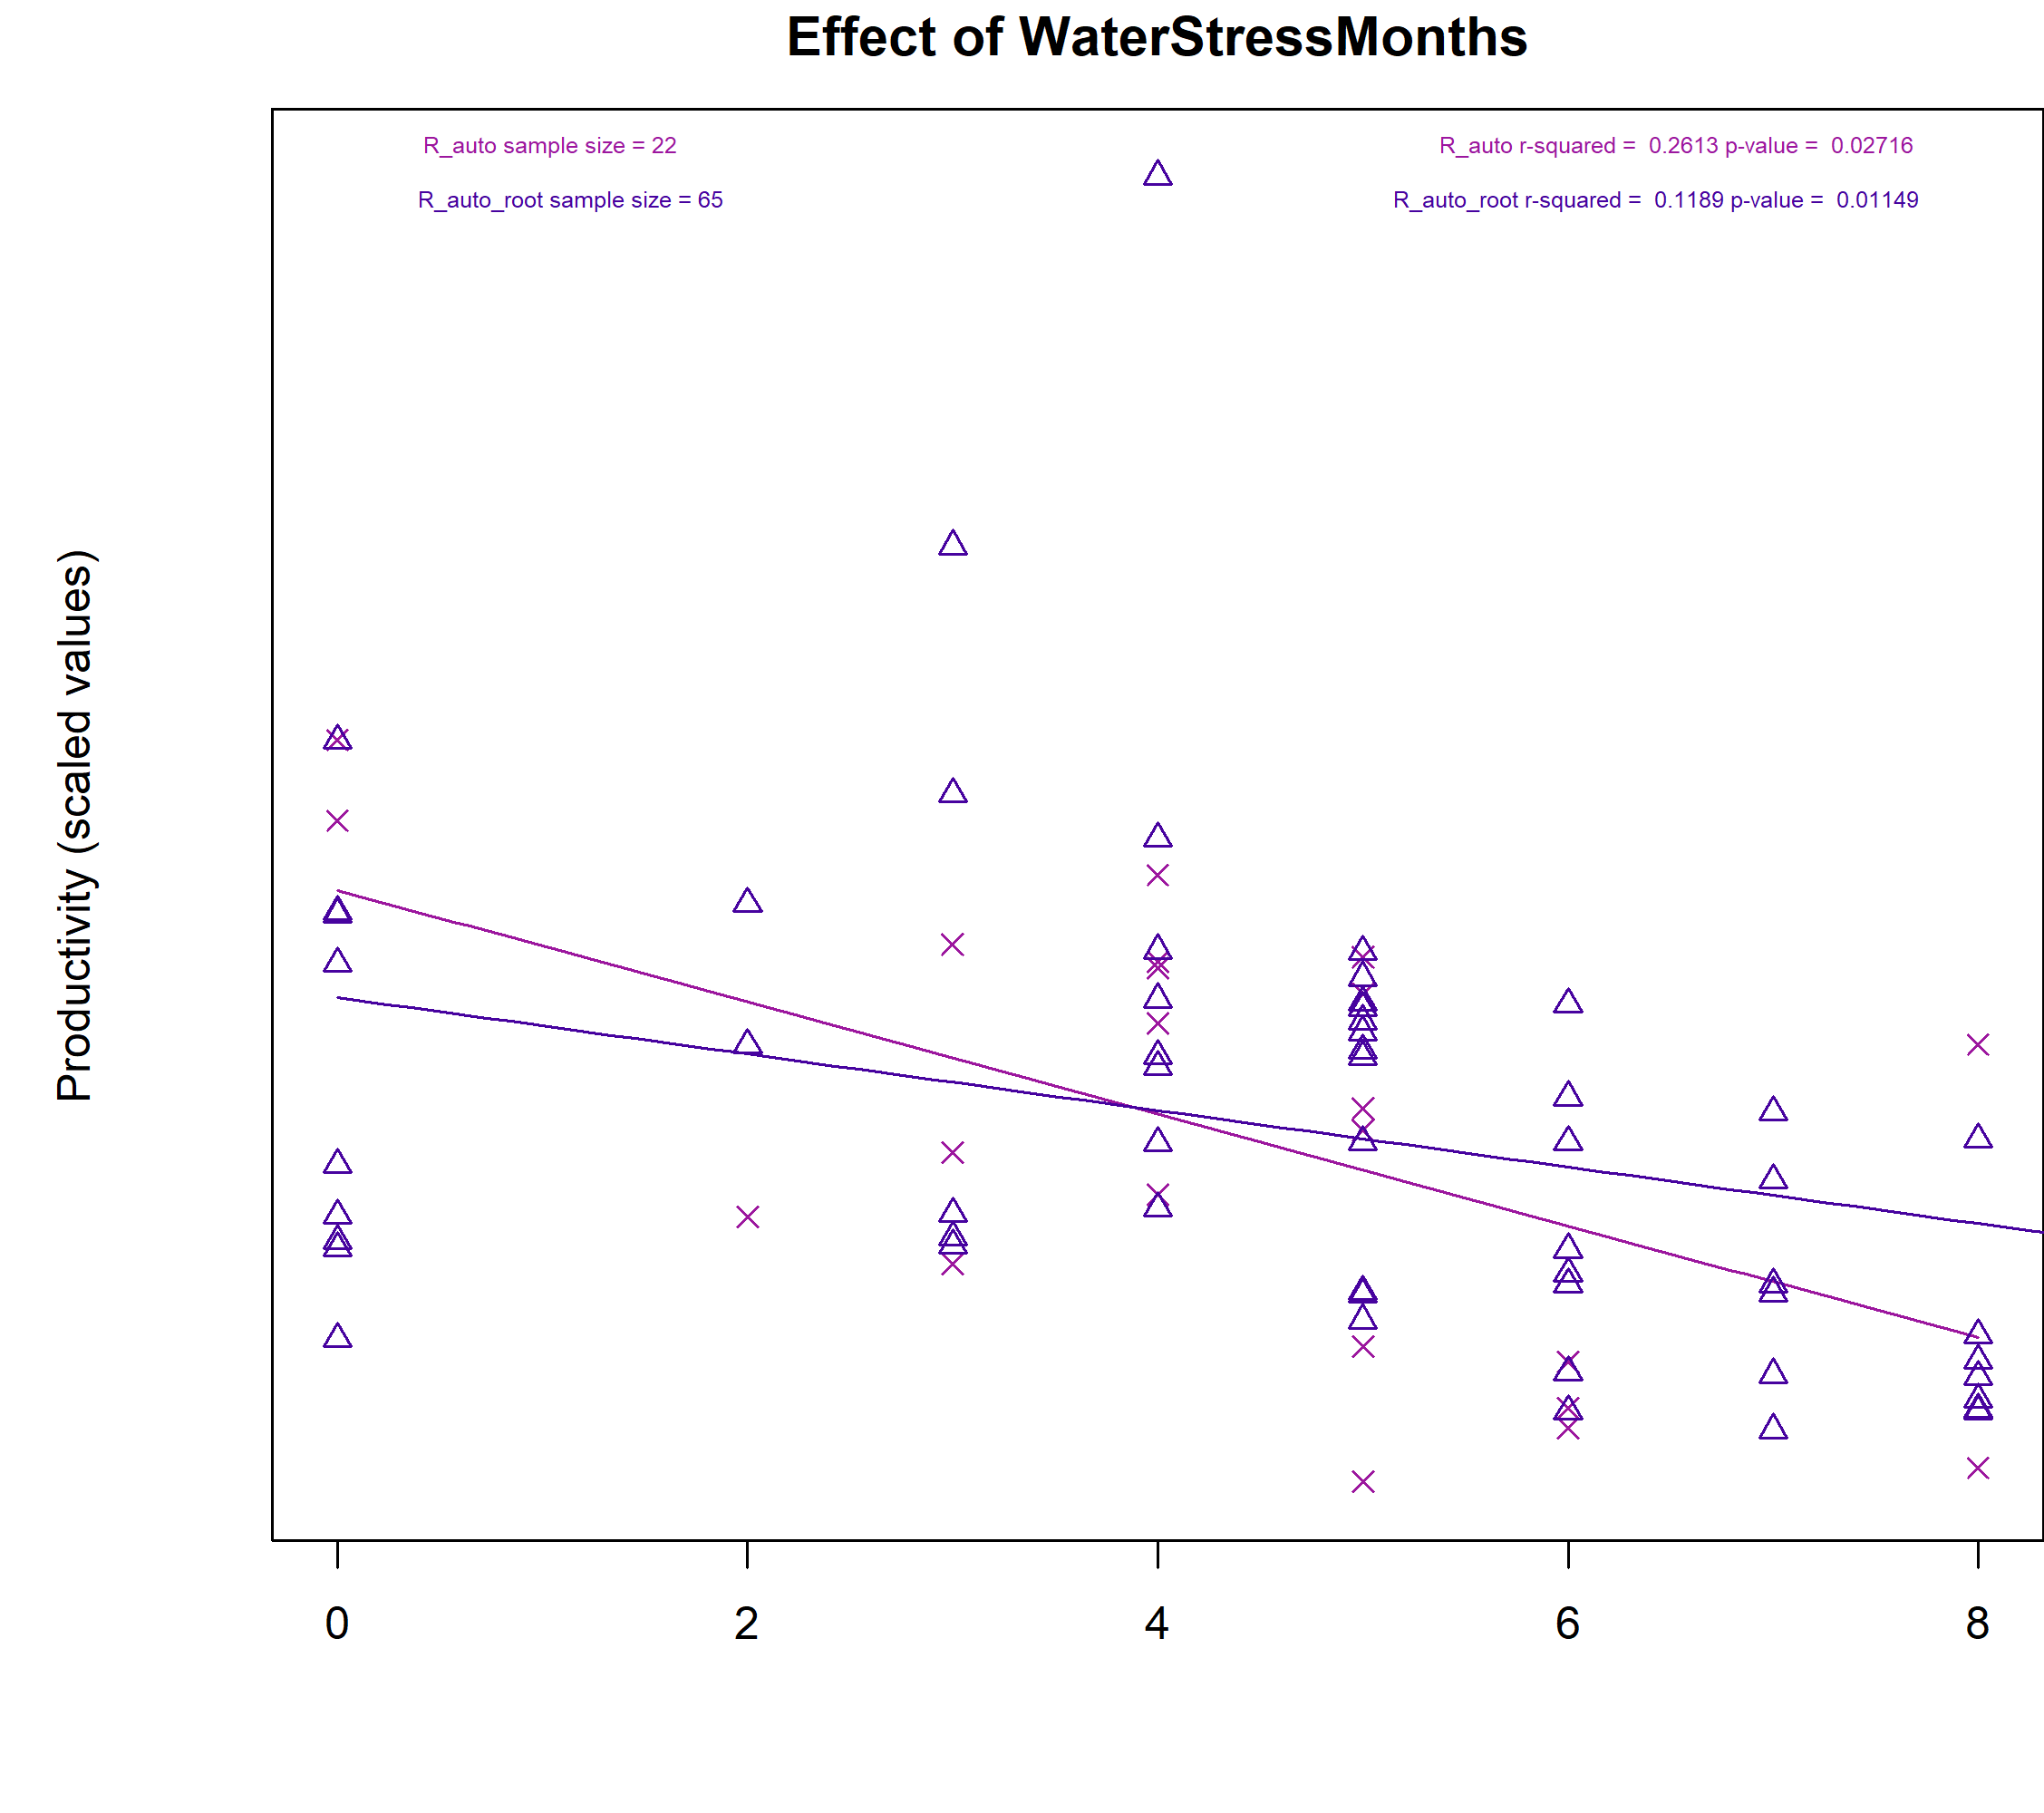 Effect of WaterStressMonths
R_auto sample size = 22
R_auto r-squared =  0.2613 p-value =  0.02716
R_auto_root sample size = 65
R_auto_root r-squared =  0.1189 p-value =  0.01149
Productivity (scaled values)
0 2 4 6 8